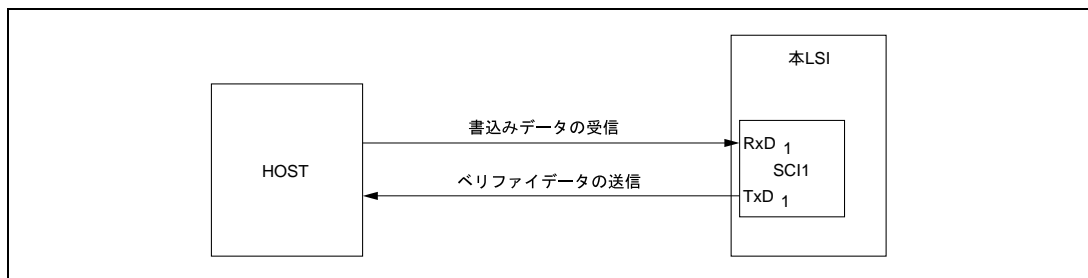 本LSI
書込みデータの受信
HOST
RxD 1
SCI1
ベリファイデータの送信
TxD 1